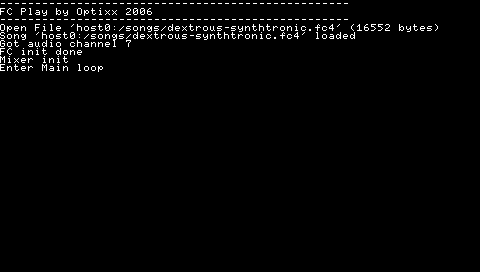 --------------------------------------------------
FC Play by Optixx 2006
--------------------------------------------------
Open File 'host0:/songs/dextrous-synthtronic.fc4' (16552 bytes)
Song 'host0:/songs/dextrous-synthtronic.fc4' loaded
Got audio channel 7
FC init done
Mixer init
Enter Main loop